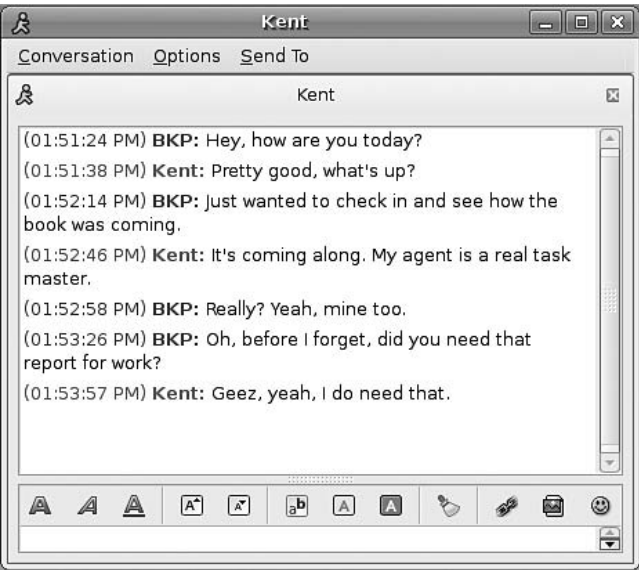 Kent
Conversation Options Send To
Kent
(01:51:24 PM) BKP: Hey, how are you today?
(01:51:38 PM) Kent: Pretty good, what's up?
(01:52:14 PM) BKP: Just wanted to check in and see how the
book was coming.
(01:52:46 PM) Kent: It's coming along. My agent is a real task
master.
(01:52:58 PM) BKP: Really? Yeah, mine too.
(01:53:26 PM) BKP: Oh, before I forget, did you need that
report for work?
(01:53:57 PM) Kent: Geez, yeah, I do need that.
A A A A A ab A A